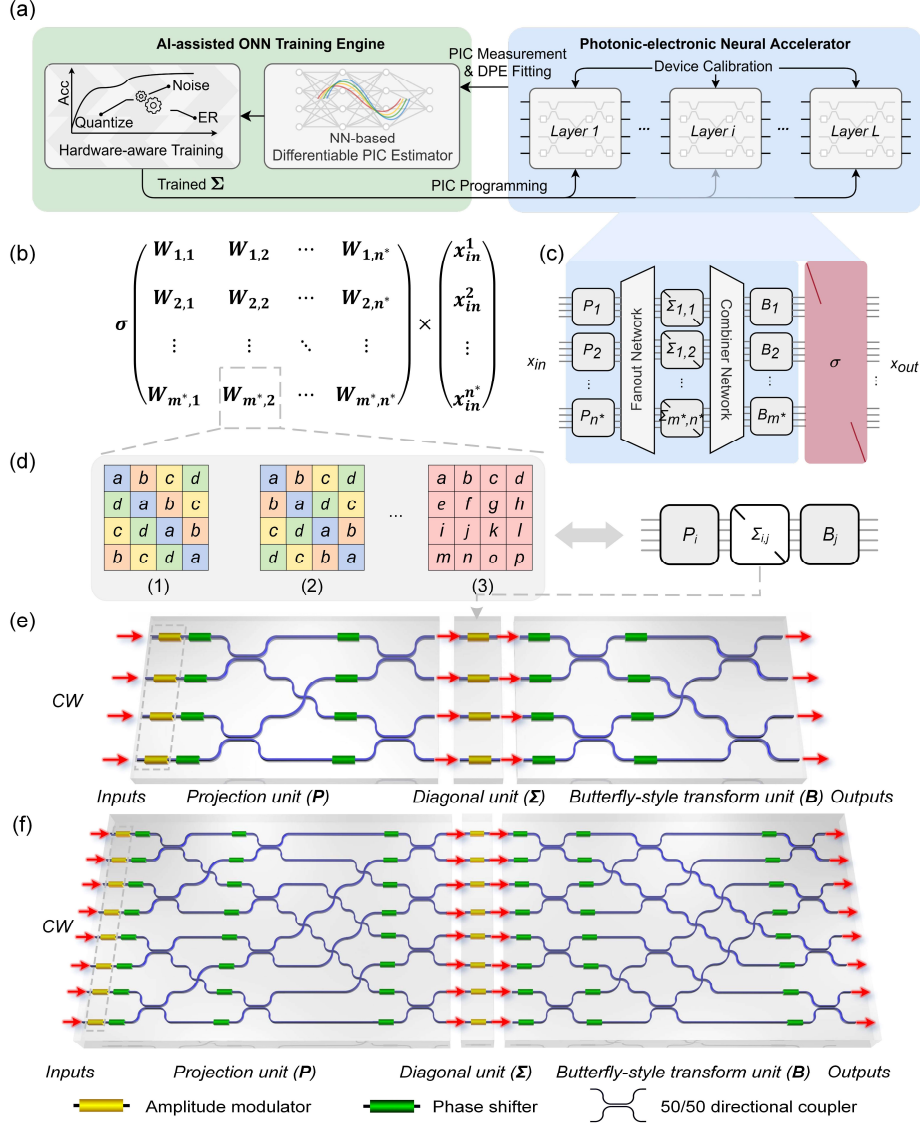 (a)
AI-assisted ONN Training Engine
Photonic-electronic Neural Accelerator
PIC Measurement
& DPE Fitting
Device Calibration
Acc
Noise
Quantize
ER
Hardware-aware Training
NN-based
Differentiable PIC Estimator
Layer 1 ... Layer i ... Layer L
Trained Σ
PIC Programming
(b)
W1,1 W1,2 ⋯ W1,n*
W2,1 W2,2 ⋯ W2,n*
⋮ ⋮ ⋱ ⋮
Wm*,1 Wm*,2 ⋯ Wm*,n*
σ
×
x¹in
x²in
⋮
xⁿ*in
(c)
xin
P1
P2
⋮
Pn*
Fanout Network
Σ1,1
Σ1,2
⋮
Σm*,n*
Combiner Network
B1
B2
⋮
Bm*
σ
xout
⋮
(d)
a b c d
d a b c
c d a b
b c d a
(1)
a b c d
b a d c
c d a b
d c b a
(2)
...
a b c d
e f g h
i j k l
m n o p
(3)
Pi Σi,j Bj
(e)
CW
Inputs Projection unit (P) Diagonal unit (Σ) Butterfly-style transform unit (B) Outputs
(f)
CW
Inputs Projection unit (P) Diagonal unit (Σ) Butterfly-style transform unit (B) Outputs
Amplitude modulator Phase shifter 50/50 directional coupler